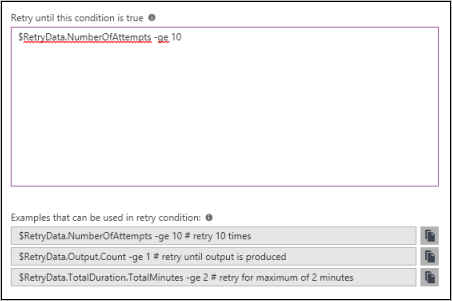 Retry until this condition is true
$RetryData.NumberOfAttempts -ge 10
Examples that can be used in retry condition:
$RetryData.NumberOfAttempts -ge 10 # retry 10 times
$RetryData.Output.Count -ge 1 # retry until output is produced
$RetryData.TotalDuration.TotalMinutes -ge 2 # retry for maximum of 2 minutes